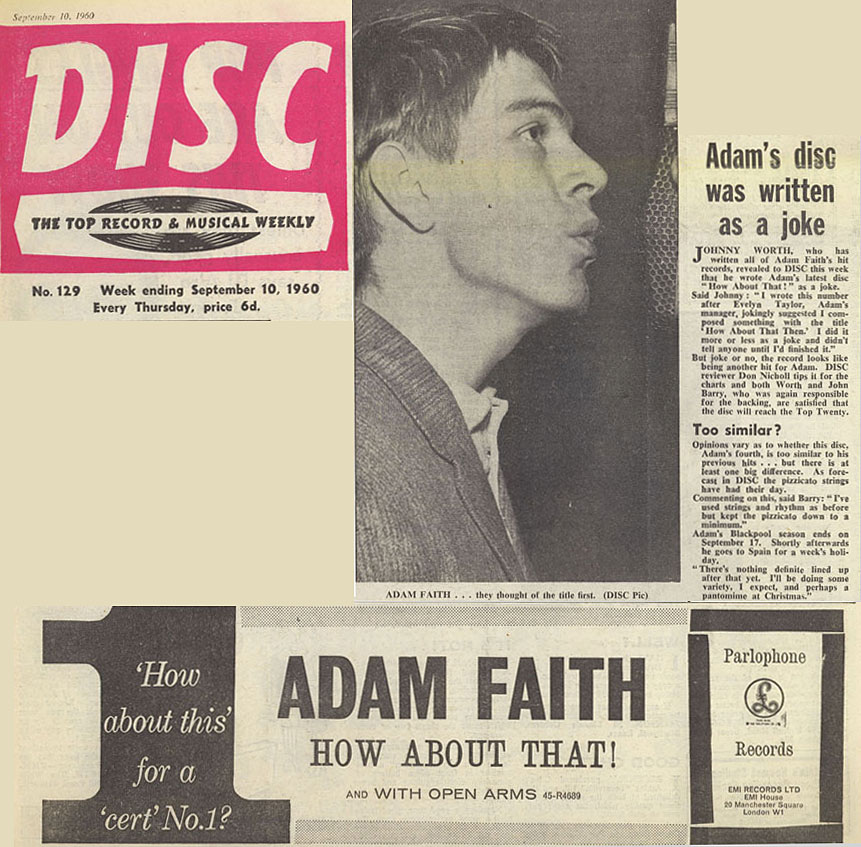 September 10, 1960
DISC
THE TOP RECORD & MUSICAL WEEKLY
No. 129 Week ending September 10, 1960
Every Thursday, price 6d.
ADAM FAITH . . . they thought of the title first. (DISC Pic)
Adam's disc
was written
as a joke
JOHNNY WORTH, who has
written all of Adam Faith's hit
records, revealed to DISC this week
that he wrote Adam's latest disc
"How About That!" as a joke.
Said Johnny: "I wrote this number
after Evelyn Taylor, Adam's
manager, jokingly suggested I com-
posed something with the title
'How About That Then.' I did it
more or less as a joke and didn't
tell anyone until I'd finished it."
But joke or no, the record looks like
being another hit for Adam. DISC
reviewer Don Nicholl tips it for the
charts and both Worth and John
Barry, who was again responsible
for the backing, are satisfied that
the disc will reach the Top Twenty.
Too similar?
Opinions vary as to whether this disc,
Adam's fourth, is too similar to his
previous hits . . . but there is at
least one big difference. As fore-
cast in DISC the pizzicato strings
have had their day.
Commenting on this, said Barry: "I've
used strings and rhythm as before
but kept the pizzicato down to a
minimum."
Adam's Blackpool season ends on
September 17. Shortly afterwards
he goes to Spain for a week's holi-
day.
"There's nothing definite lined up
after that yet. I'll be doing some
variety, I expect, and perhaps a
pantomime at Christmas."
1
'How
about this'
for a
'cert' No.1?
ADAM FAITH
HOW ABOUT THAT!
AND WITH OPEN ARMS 45-R4689
Parlophone
£
Records
EMI RECORDS LTD
EMI House
20 Manchester Square
London W1